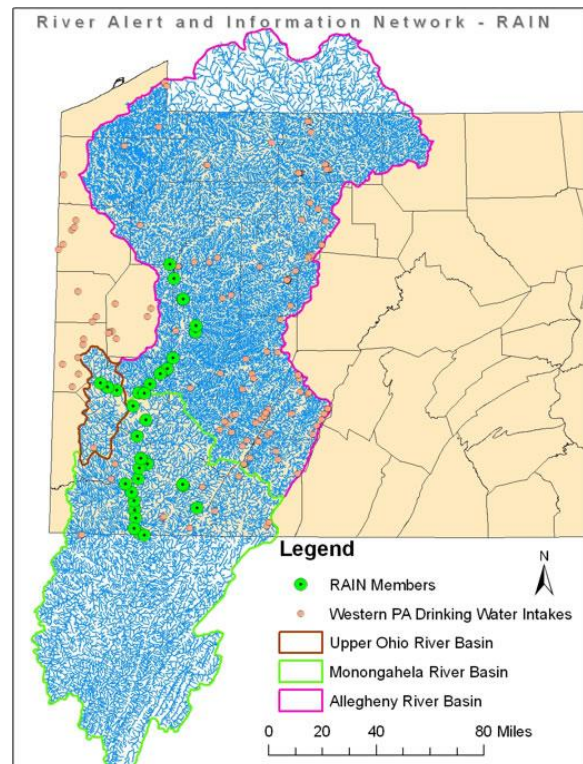 River Alert and Information Network - RAIN
Legend
N
RAIN Members
Western PA Drinking Water Intakes
Upper Ohio River Basin
Monongahela River Basin
Allegheny River Basin
0 20 40 80 Miles